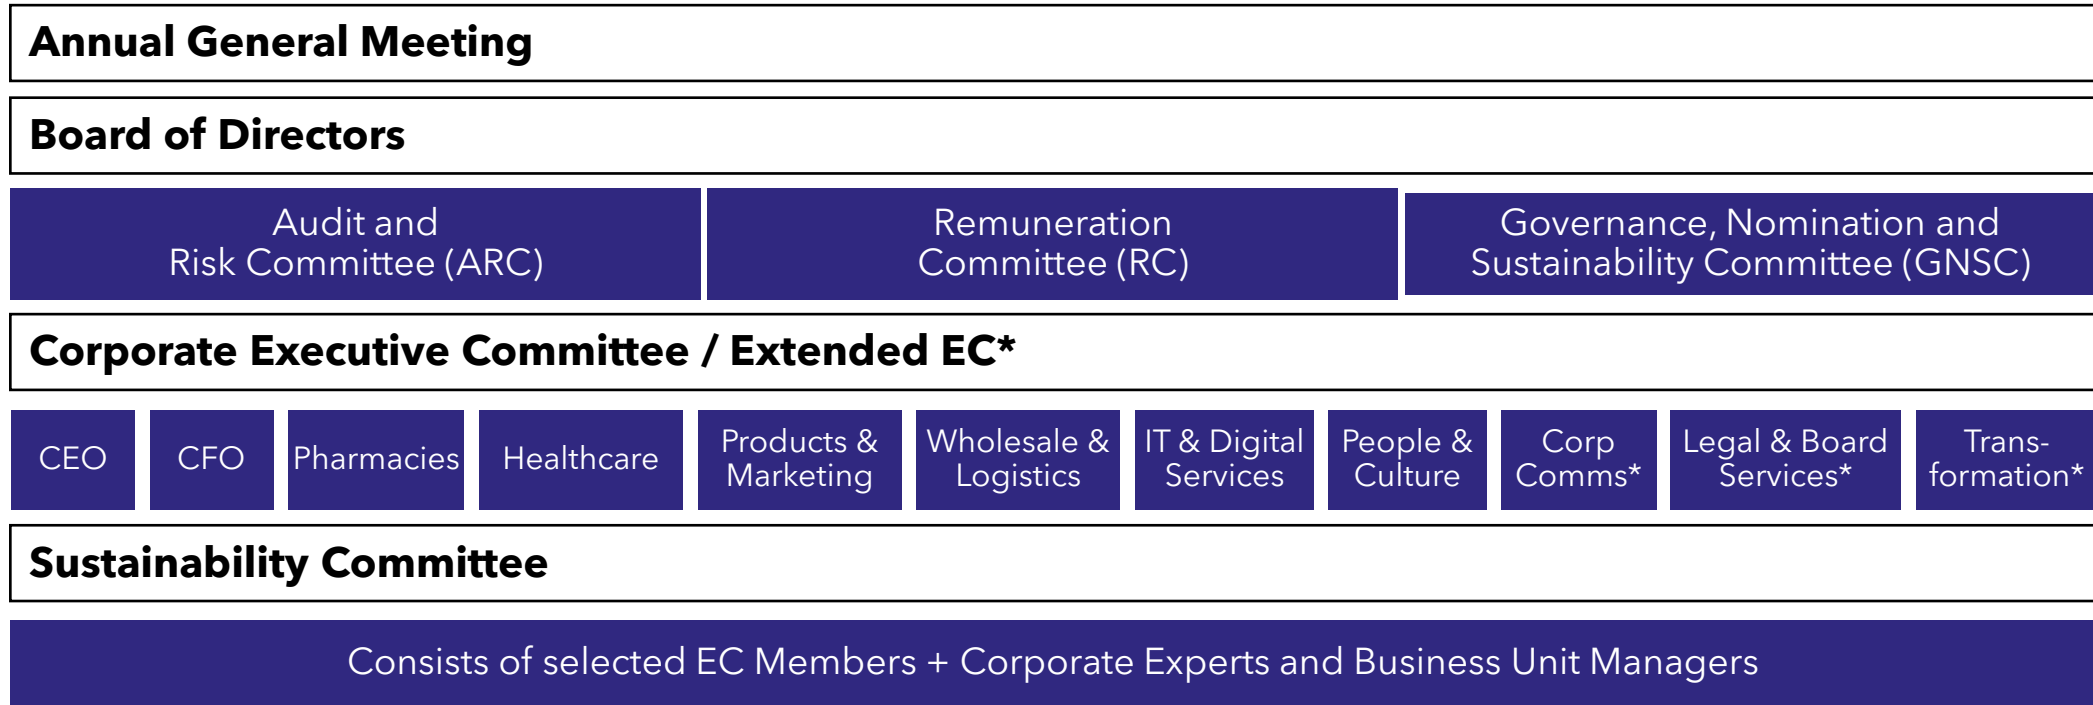 Annual General Meeting
Board of Directors
Audit and
Risk Committee (ARC)
Remuneration
Committee (RC)
Governance, Nomination and
Sustainability Committee (GNSC)
Corporate Executive Committee / Extended EC*
CEO
CFO
Pharmacies
Healthcare
Products &
Marketing
Wholesale &
Logistics
IT & Digital
Services
People &
Culture
Corp
Comms*
Legal & Board
Services*
Trans-
formation*
Sustainability Committee
Consists of selected EC Members + Corporate Experts and Business Unit Managers